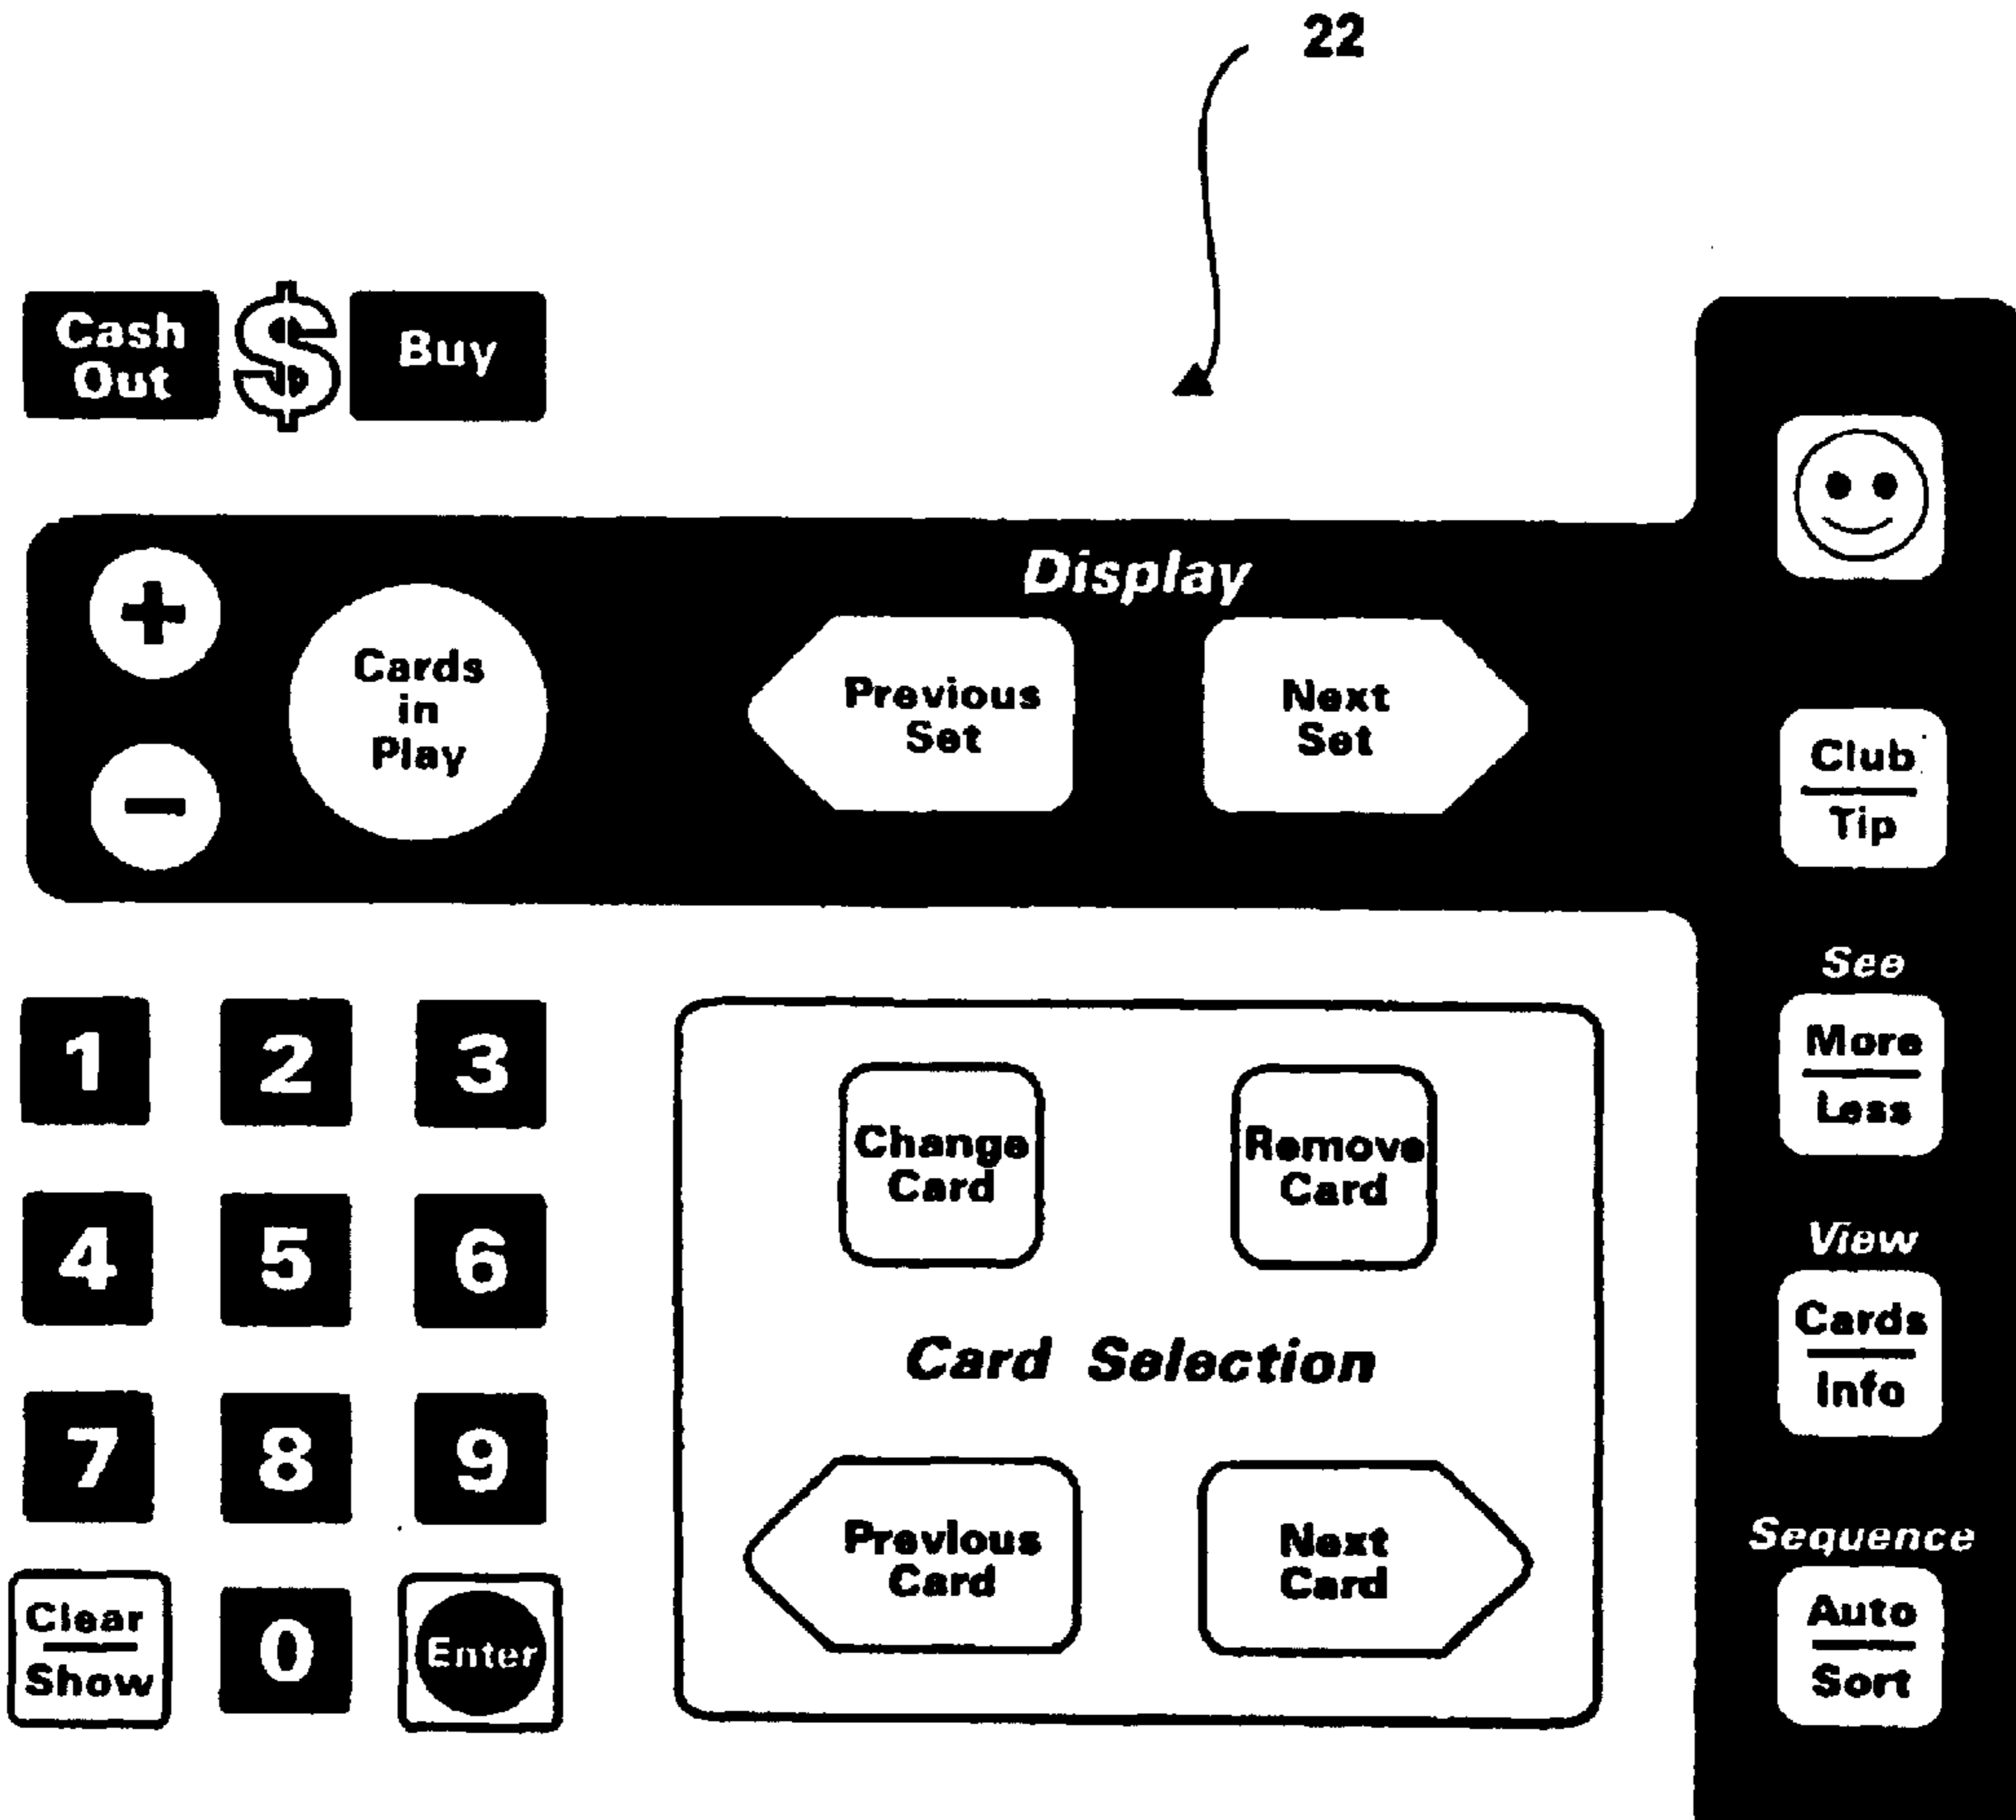 22
Cash
Out
$
Buy
Display
+
−
Cards
in
Play
Previous
Set
Next
Set
Club
Tip
See
More
Less
View
Cards
Info
Sequence
Auto
Sort
1 2 3
4 5 6
7 8 9
Clear
Show
0
Enter
Change
Card
Remove
Card
Card Selection
Previous
Card
Next
Card